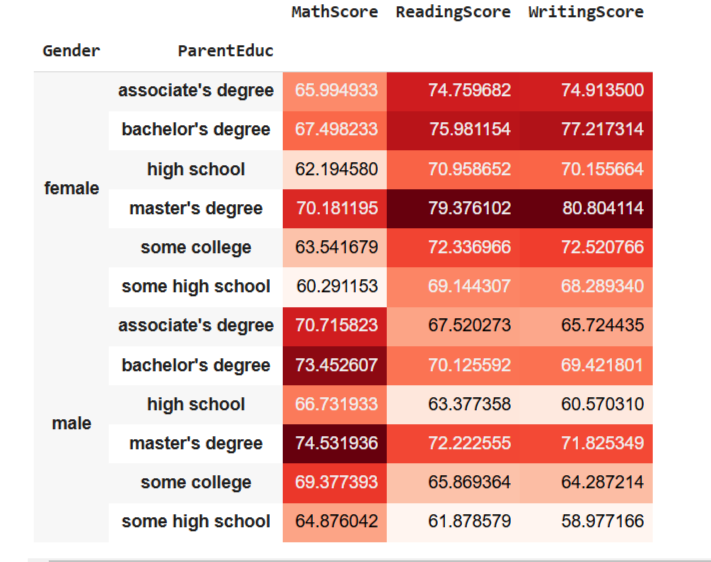 MathScore ReadingScore WritingScore
Gender ParentEduc
associate's degree 65.994933 74.759682 74.913500
bachelor's degree 67.498233 75.981154 77.217314
high school 62.194580 70.958652 70.155664
female
master's degree 70.181195 79.376102 80.804114
some college 63.541679 72.336966 72.520766
some high school 60.291153 69.144307 68.289340
associate's degree 70.715823 67.520273 65.724435
bachelor's degree 73.452607 70.125592 69.421801
high school 66.731933 63.377358 60.570310
male
master's degree 74.531936 72.222555 71.825349
some college 69.377393 65.869364 64.287214
some high school 64.876042 61.878579 58.977166